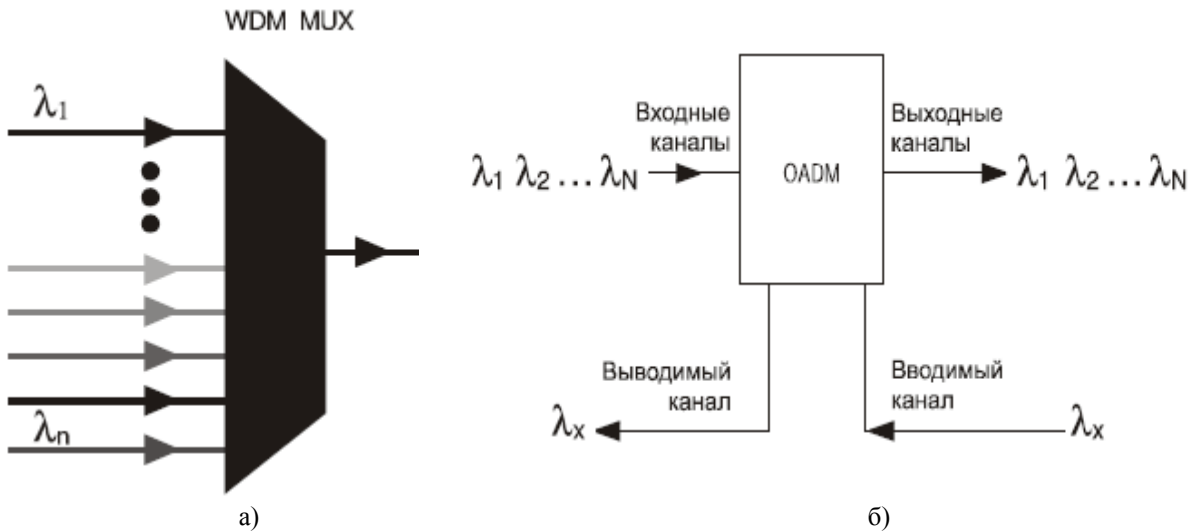 WDM MUX
λ1
λn
а)
Входные
каналы
λ1 λ2 ... λN
OADM
Выходные
каналы
λ1 λ2 ... λN
Выводимый
канал
λx
Вводимый
канал
λx
б)